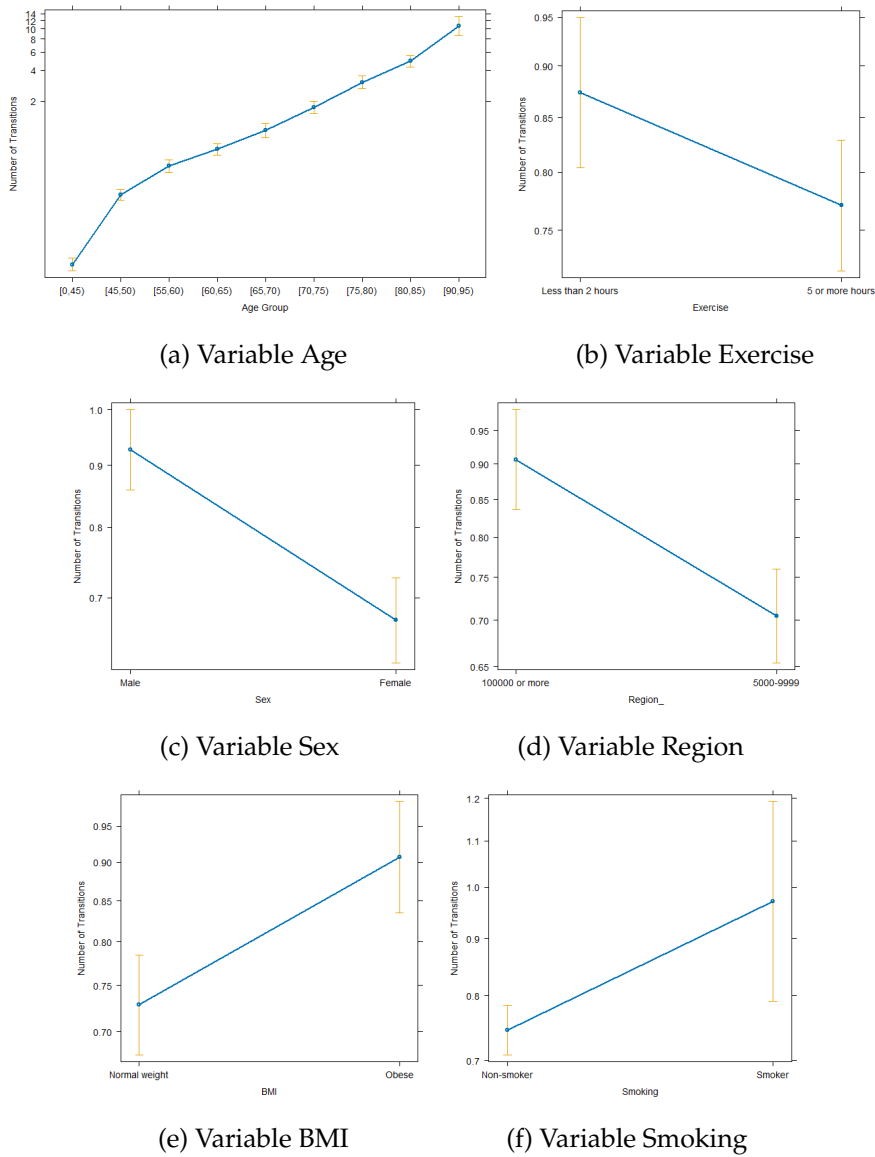 14
12
10
8
6
4
2
Number of Transitions
[0,45) [45,50) [55,60) [60,65) [65,70) [70,75) [75,80) [80,85) [90,95)
Age Group
(a) Variable Age
0.95
0.90
0.85
0.80
0.75
Number of Transitions
Less than 2 hours 5 or more hours
Exercise
(b) Variable Exercise
1.0
0.9
0.8
0.7
Number of Transitions
Male Female
Sex
(c) Variable Sex
0.95
0.90
0.85
0.80
0.75
0.70
0.65
Number of Transitions
100000 or more 5000-9999
Region_
(d) Variable Region
0.95
0.90
0.85
0.80
0.75
0.70
Number of Transitions
Normal weight Obese
BMI
(e) Variable BMI
1.2
1.1
1.0
0.9
0.8
0.7
Number of Transitions
Non-smoker Smoker
Smoking
(f) Variable Smoking